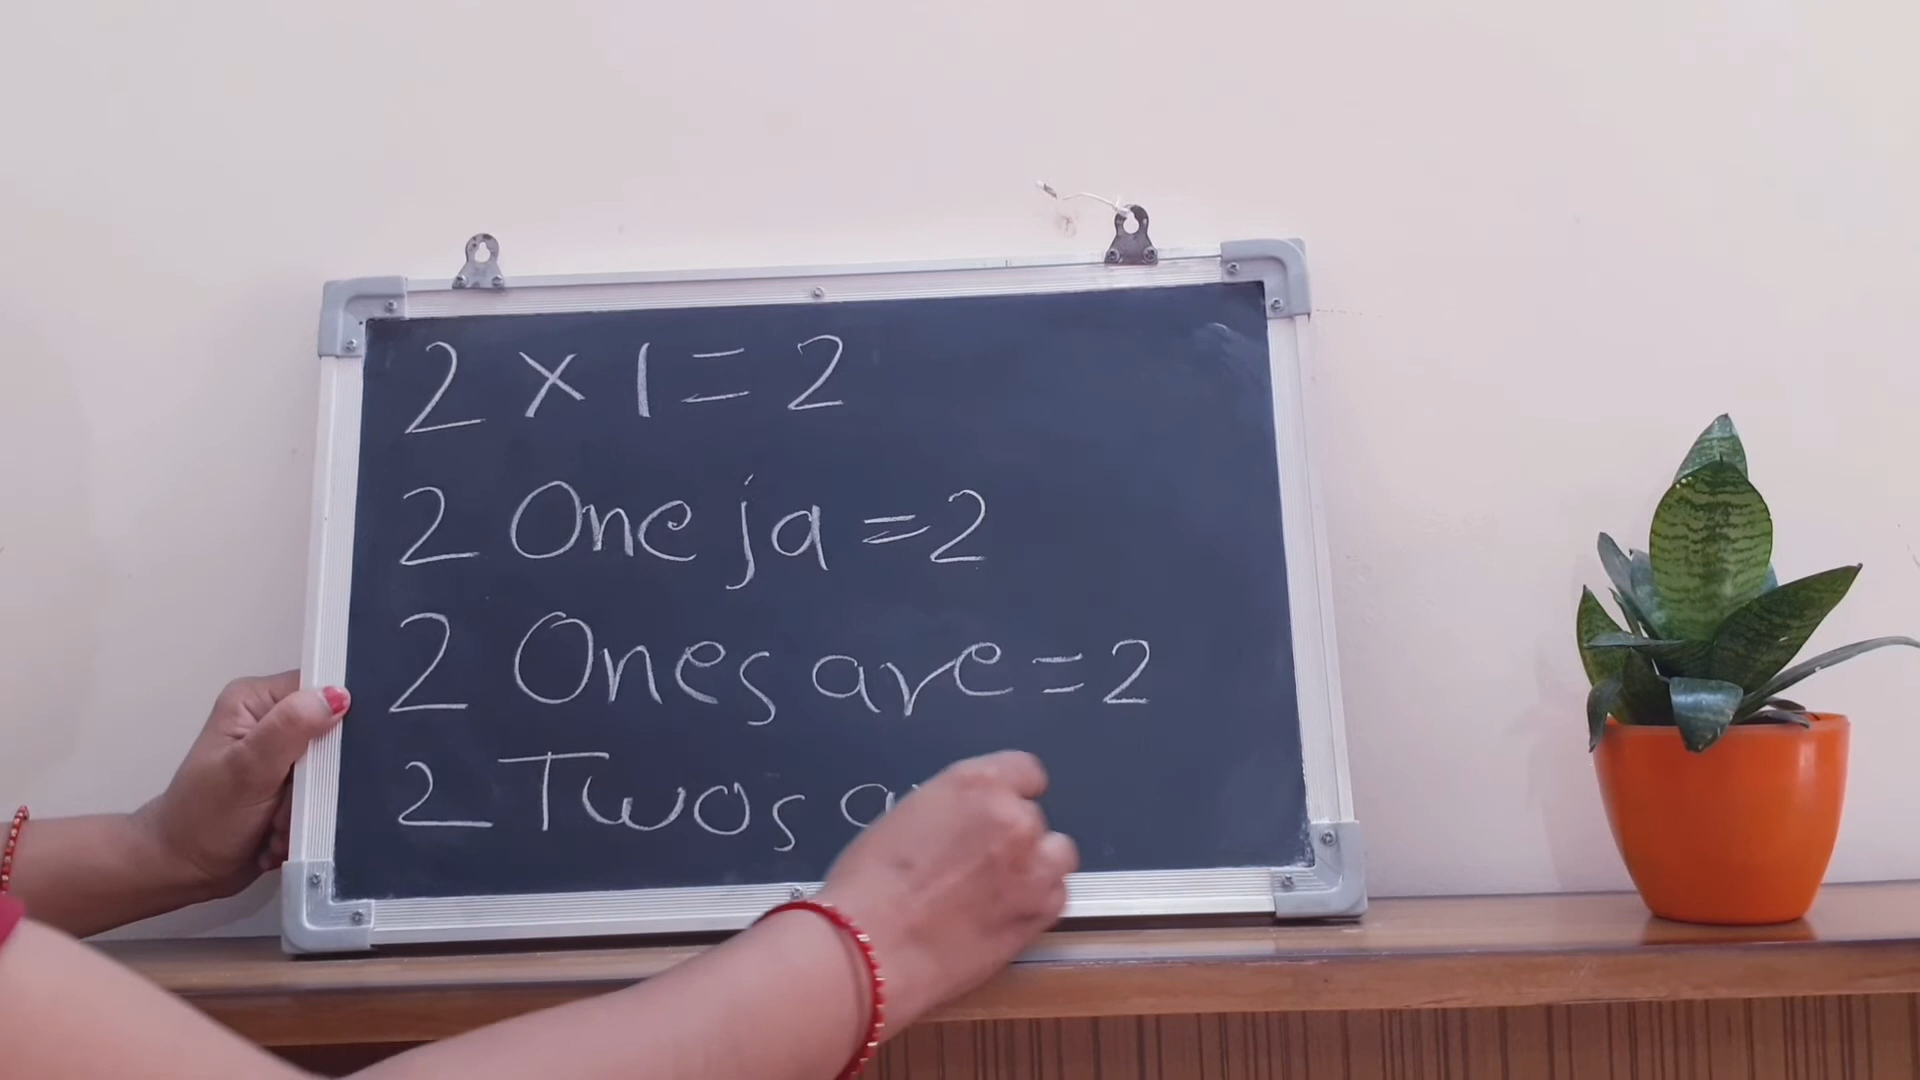 2 × 1 = 2
2 One ja = 2
2 Ones are = 2
2 Twos